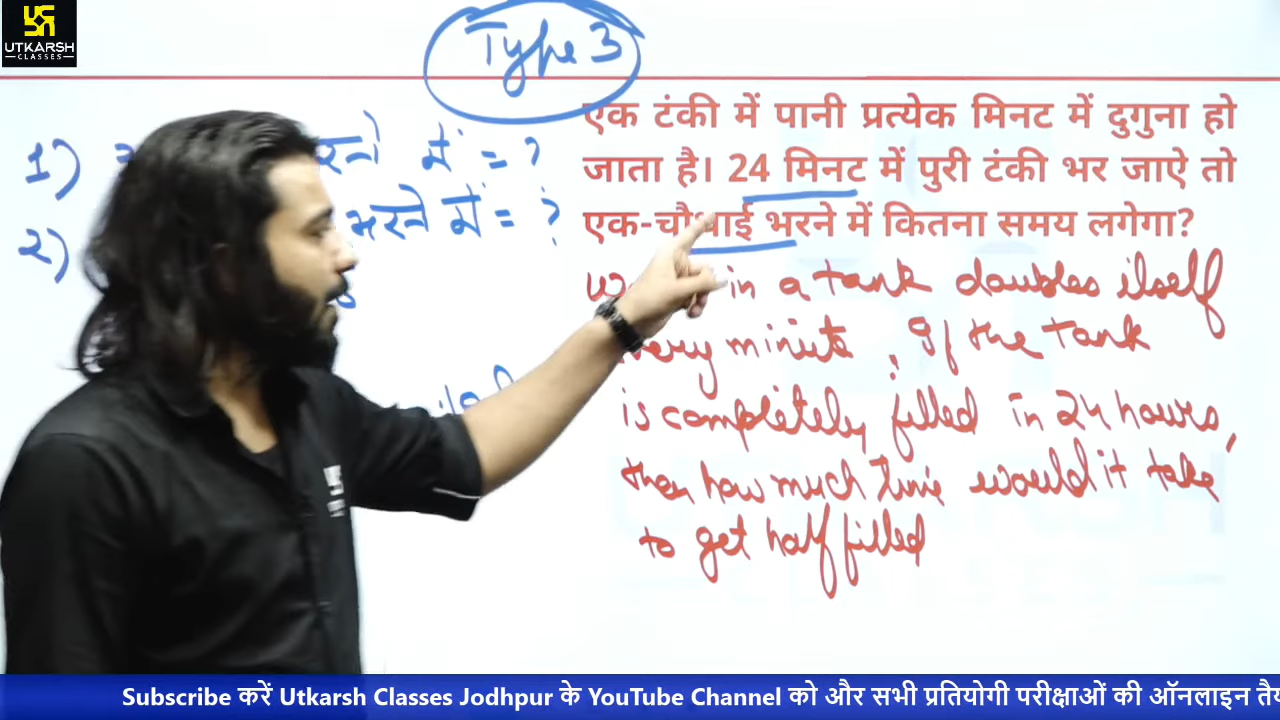 UTKARSH
CLASSES
Type 3
एक टंकी में पानी प्रत्येक मिनट में दुगुना हो
जाता है। 24 मिनट में पुरी टंकी भर जाऐ तो
एक-चौथाई भरने में कितना समय लगेगा?
1) रने में = ?
2) भरने में = ?
in a tank doubles itself
every minute, If the tank
is completely filled in 24 hours,
then how much time would it take
to get half filled
Subscribe करें Utkarsh Classes Jodhpur के YouTube Channel को और सभी प्रतियोगी परीक्षाओं की ऑनलाइन तैय